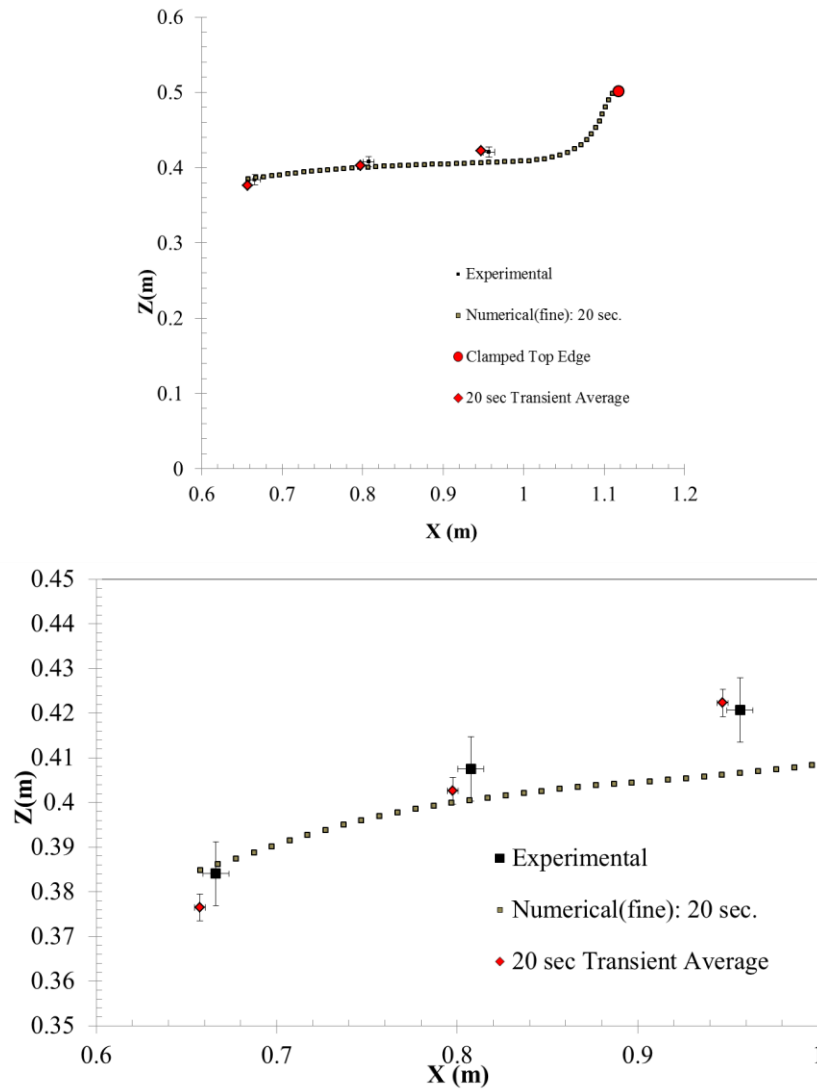 0.6
0.5
0.4
0.3
0.2
0.1
0
Z(m)
Experimental
Numerical(fine): 20 sec.
Clamped Top Edge
20 sec Transient Average
0.6 0.7 0.8 0.9 1 1.1 1.2
X (m)
0.45
0.44
0.43
0.42
0.41
0.4
0.39
0.38
0.37
0.36
0.35
Z(m)
Experimental
Numerical(fine): 20 sec.
20 sec Transient Average
0.6 0.7 0.8 0.9 1
X (m)